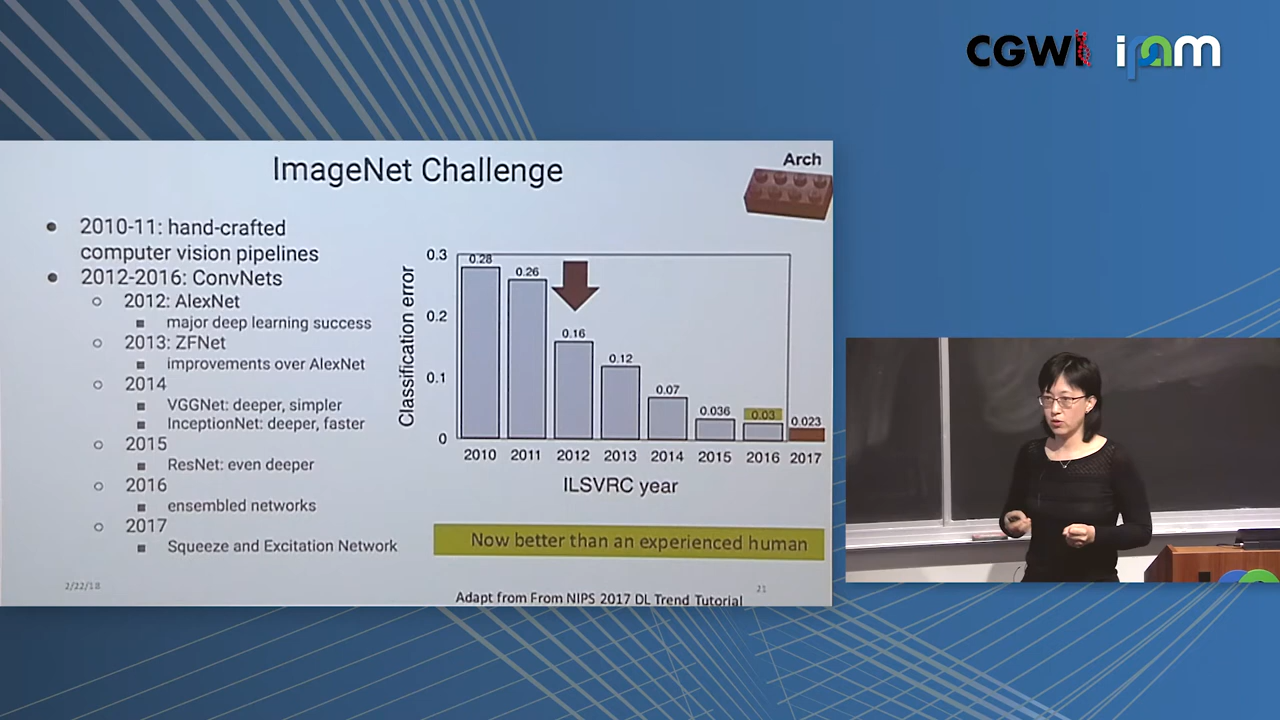 CGWI
ipam
ImageNet Challenge
Arch
2010-11: hand-crafted
computer vision pipelines
2012-2016: ConvNets
2012: AlexNet
major deep learning success
2013: ZFNet
improvements over AlexNet
2014
VGGNet: deeper, simpler
InceptionNet: deeper, faster
2015
ResNet: even deeper
2016
ensembled networks
2017
Squeeze and Excitation Network
Classification error
0.3
0.2
0.1
0
0.28
0.26
0.16
0.12
0.07
0.036
0.03
0.023
2010 2011 2012 2013 2014 2015 2016 2017
ILSVRC year
Now better than an experienced human
2/22/18
21
Adapt from From NIPS 2017 DL Trend Tutorial